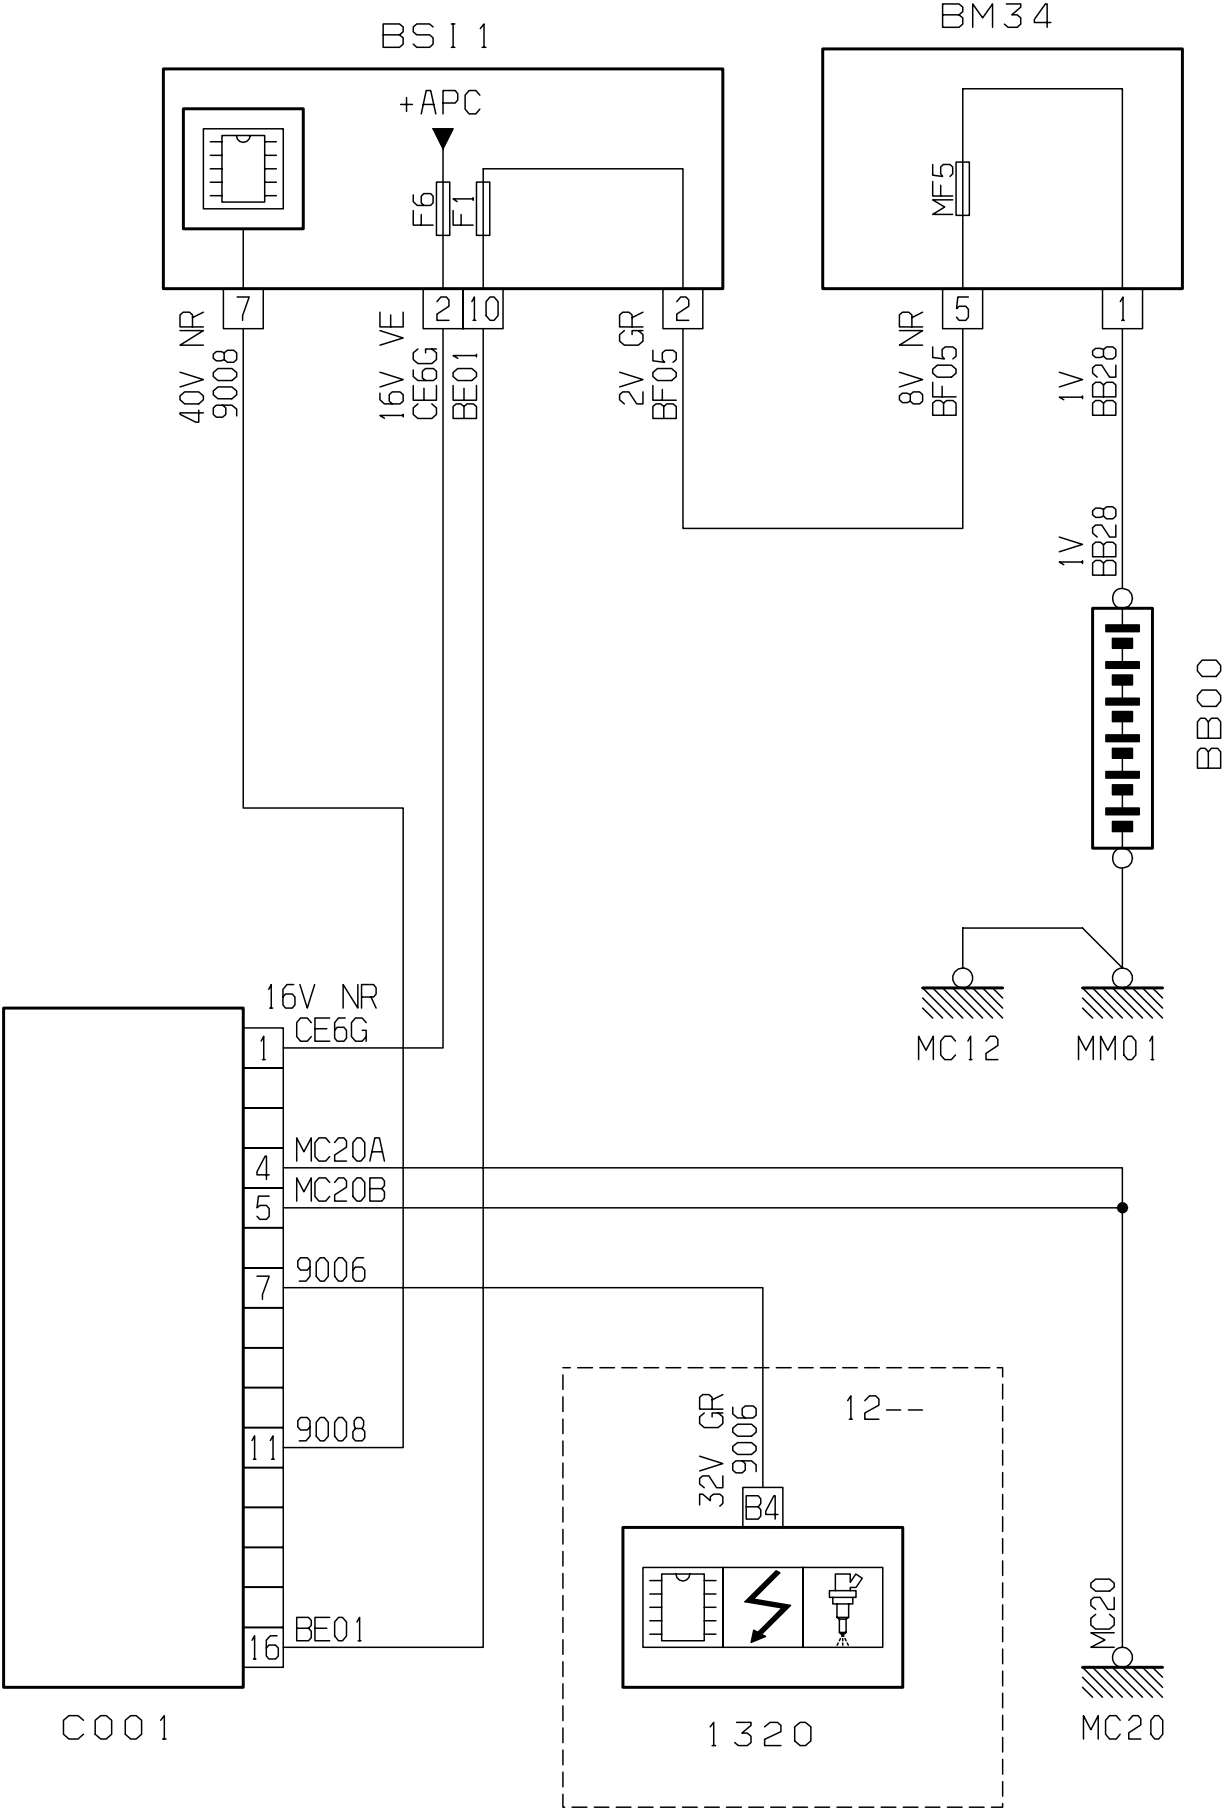 BSI1
BM34
+APC
F6
F1
MF5
7
2
10
2
5
1
40V NR
9008
16V VE
CE6G
BE01
2V GR
BF05
8V NR
BF05
1V
BB28
1V
BB28
BB00
MC12
MM01
16V NR
CE6G
1
MC20A
4
MC20B
5
9006
7
9008
11
BE01
16
C001
12--
32V GR
9006
B4
1320
MC20
MC20